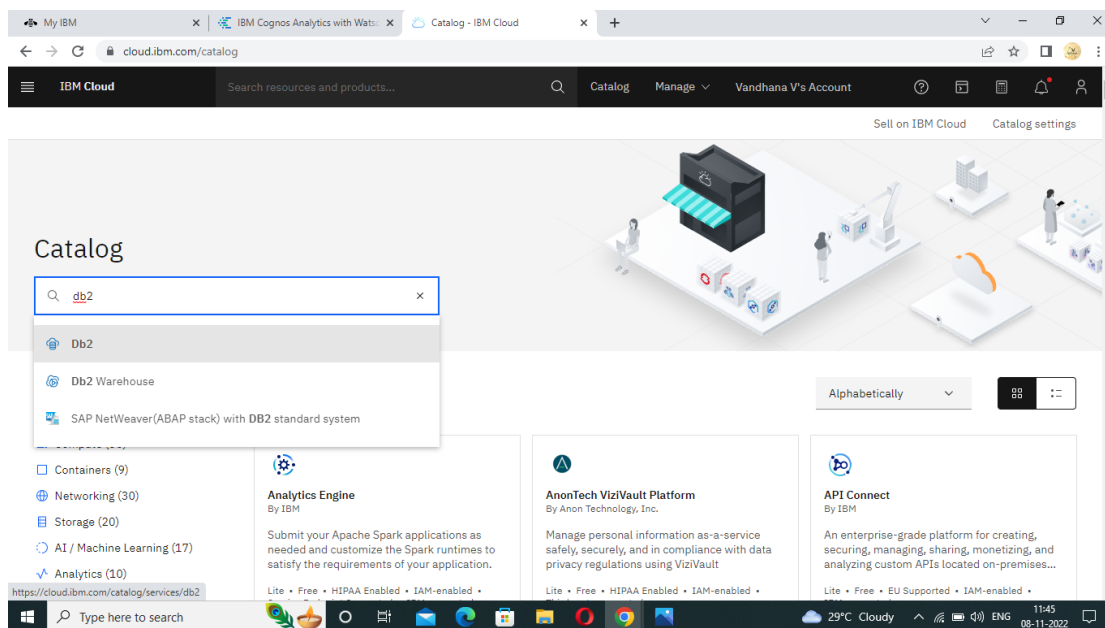 My IBM
IBM Cognos Analytics with Wats
Catalog - IBM Cloud
cloud.ibm.com/catalog
IBM Cloud
Search resources and products...
Catalog
Manage
Vandhana V's Account
Sell on IBM Cloud
Catalog settings
Catalog
db2
Db2
Db2 Warehouse
SAP NetWeaver(ABAP stack) with DB2 standard system
Alphabetically
Containers (9)
Networking (30)
Storage (20)
AI / Machine Learning (17)
Analytics (10)
Analytics Engine
By IBM
Submit your Apache Spark applications as
needed and customize the Spark runtimes to
satisfy the requirements of your application.
Lite • Free • HIPAA Enabled • IAM-enabled •
AnonTech ViziVault Platform
By Anon Technology, Inc.
Manage personal information as-a-service
safely, securely, and in compliance with data
privacy regulations using ViziVault
Lite • Free • HIPAA Enabled • IAM-enabled •
API Connect
By IBM
An enterprise-grade platform for creating,
securing, managing, sharing, monetizing, and
analyzing custom APIs located on-premises...
Lite • Free • EU Supported • IAM-enabled •
https://cloud.ibm.com/catalog/services/db2
Type here to search
29°C Cloudy
ENG
11:45
08-11-2022